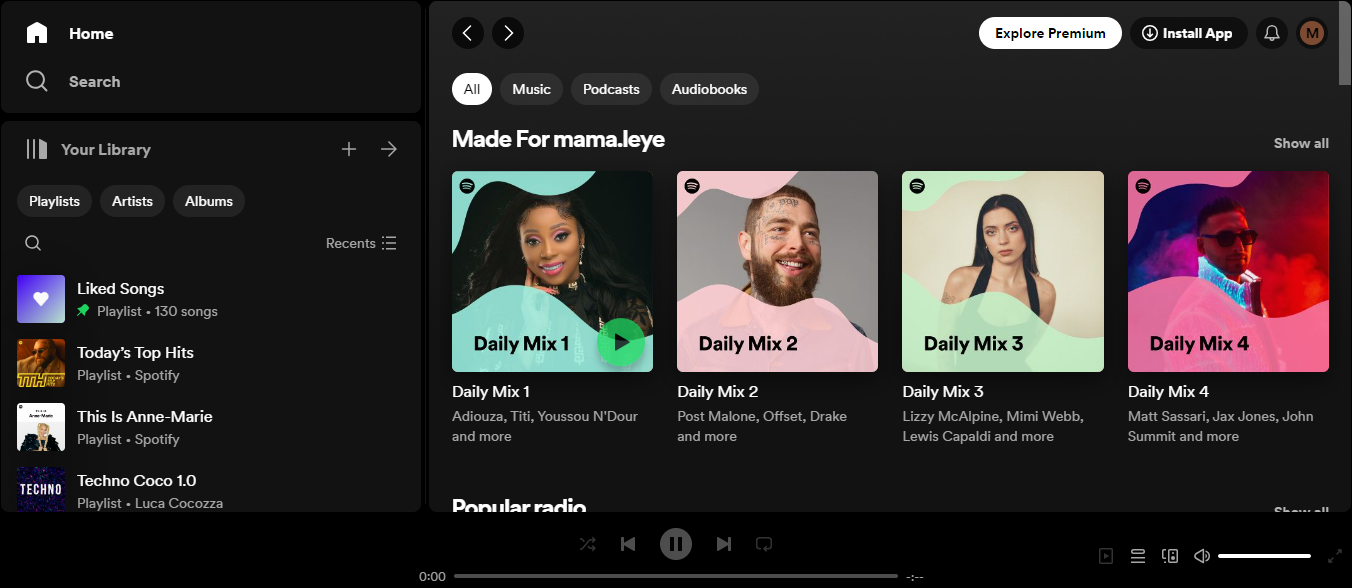 Home
Search
Your Library
Playlists
Artists
Albums
Recents
Liked Songs
Playlist • 130 songs
Today's Top Hits
Playlist • Spotify
This Is Anne-Marie
Playlist • Spotify
TECHNO
Techno Coco 1.0
Playlist • Luca Cocozza
Explore Premium
Install App
M
All
Music
Podcasts
Audiobooks
Made For mama.leye
Show all
Daily Mix 1
Daily Mix 2
Daily Mix 3
Daily Mix 4
Daily Mix 1
Adiouza, Titi, Youssou N'Dour
and more
Daily Mix 2
Post Malone, Offset, Drake
and more
Daily Mix 3
Lizzy McAlpine, Mimi Webb,
Lewis Capaldi and more
Daily Mix 4
Matt Sassari, Jax Jones, John
Summit and more
Popular radio
Show all
0:00
-:--